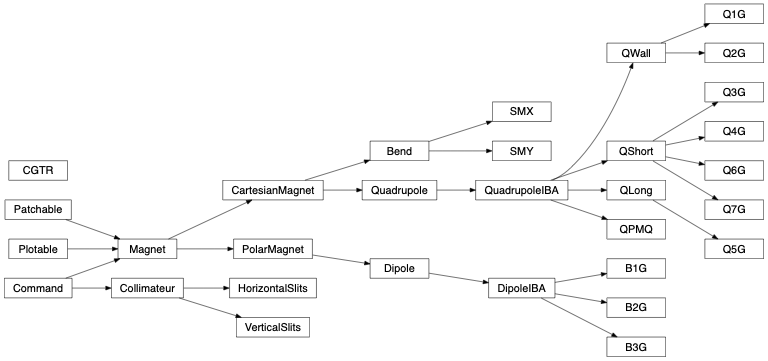 Q1G
QWall
Q2G
Q3G
SMX
Q4G
Bend
SMY
QShort
CGTR
Q6G
CartesianMagnet
Quadrupole
QuadrupoleIBA
QLong
Patchable
Q7G
QPMQ
Plotable
Magnet
PolarMagnet
Q5G
Dipole
B1G
Command
Collimateur
HorizontalSlits
DipoleIBA
B2G
VerticalSlits
B3G